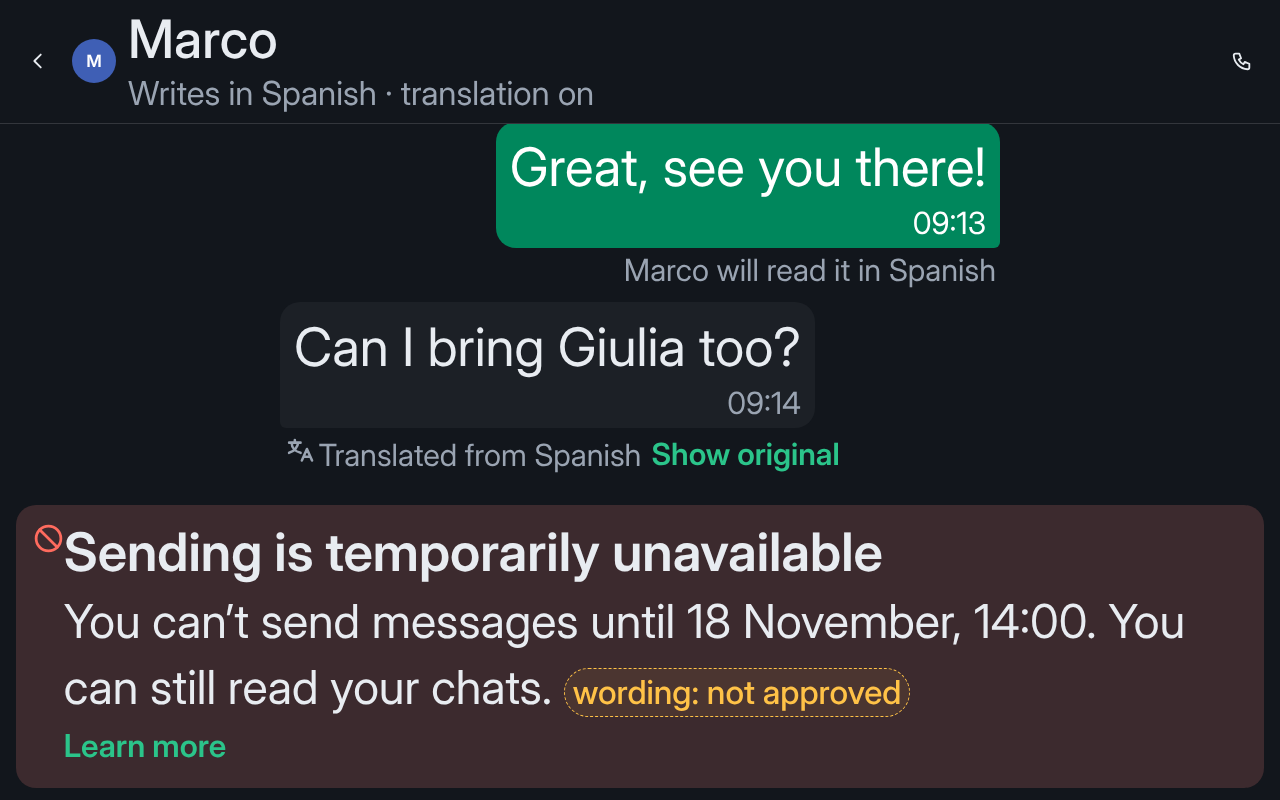 M
Marco
Writes in Spanish · translation on
Great, see you there!
09:13
Marco will read it in Spanish
Can I bring Giulia too?
09:14
Translated from Spanish Show original
Sending is temporarily unavailable
You can’t send messages until 18 November, 14:00. You
can still read your chats. wording: not approved
Learn more